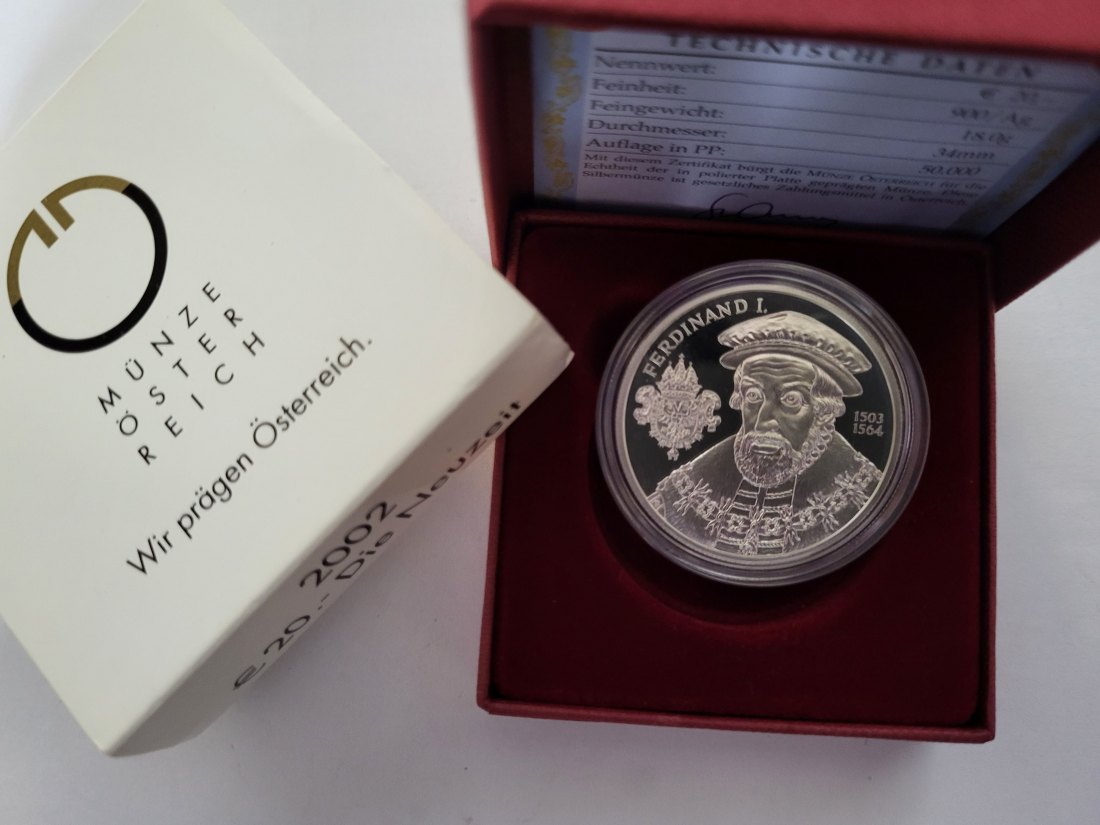 MÜNZE
ÖSTER
REICH
Wir prägen Österreich.
2002
€ 20.- Die Neuzeit
TECHNISCHE DATEN
Nennwert: € 20
Feinheit: 900/Ag
Feingewicht: 18.0g
Durchmesser: 34mm
Auflage in PP: 50.000
Mit diesem Zertifikat bürgt die MÜNZE ÖSTERREICH für die
Echtheit der in polierter Platte geprägten Münze. Diese
Silbermünze ist gesetzliches Zahlungsmittel in Österreich.
FERDINAND I.
1503
1564